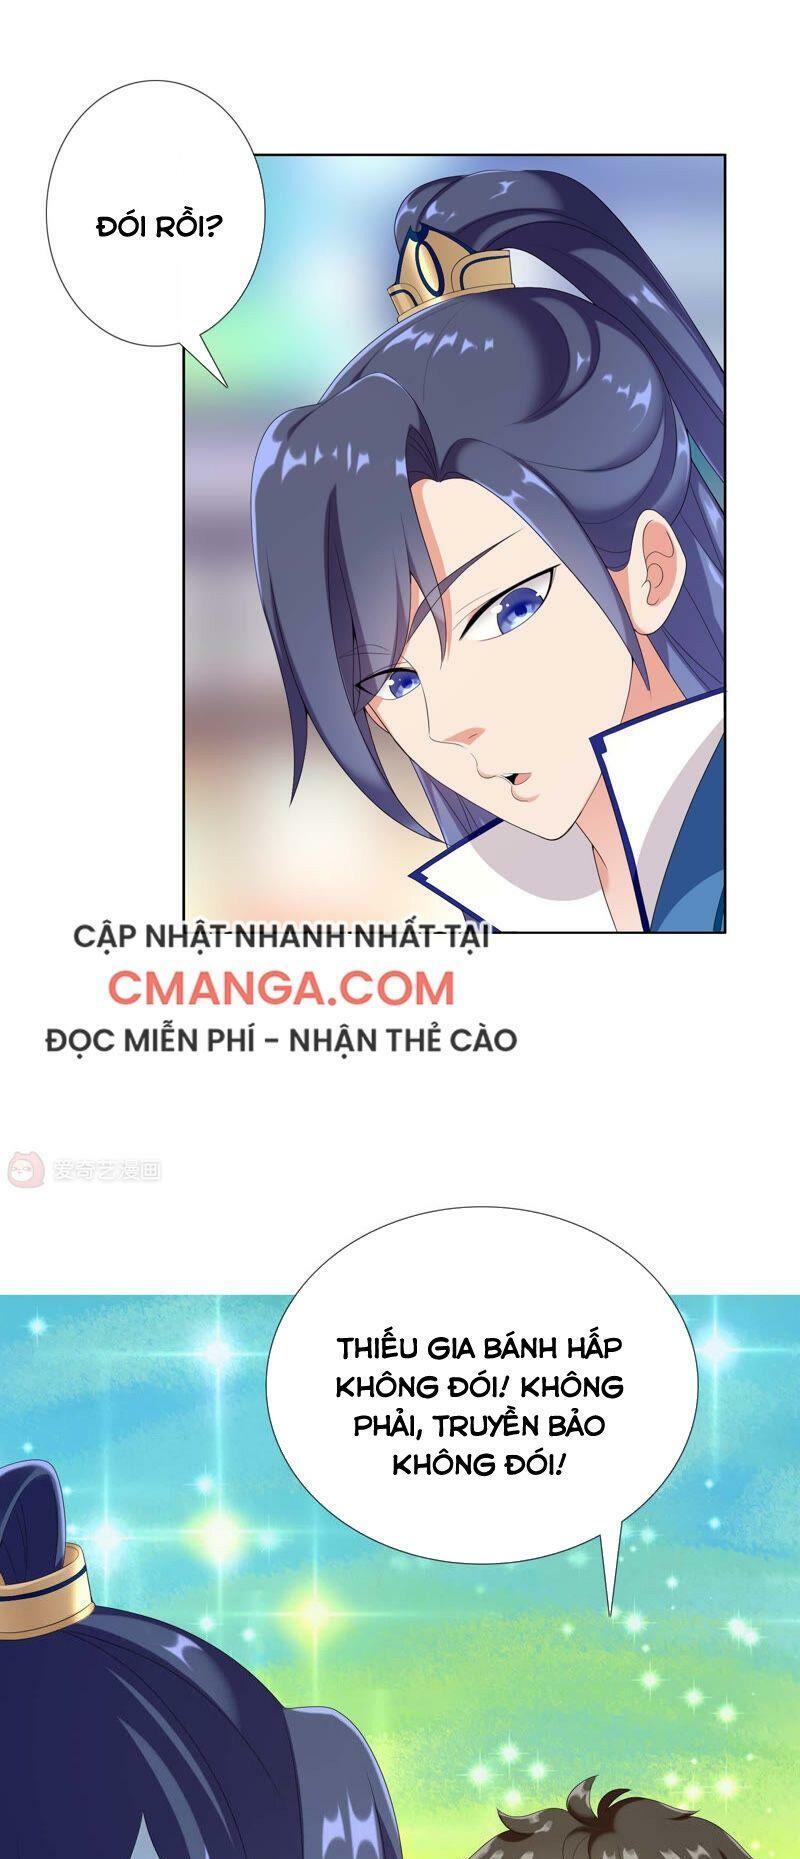 ĐÓI RỒI?
CẬP NHẬT NHANH NHẤT TẠI
CMANGA.COM
ĐỌC MIỄN PHÍ - NHẬN THẺ CÀO
爱奇艺漫画
THIẾU GIA BÁNH HẤP
KHÔNG ĐÓI! KHÔNG
PHẢI, TRUYỀN BẢO
KHÔNG ĐÓI!